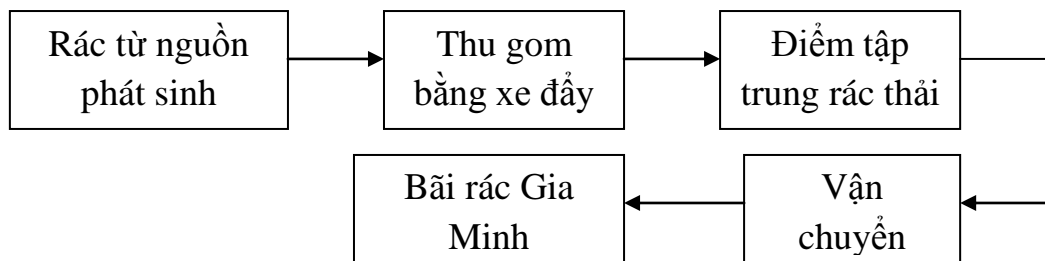 Rác từ nguồn
phát sinh
Thu gom
bằng xe đẩy
Điểm tập
trung rác thải
Vận
chuyển
Bãi rác Gia
Minh